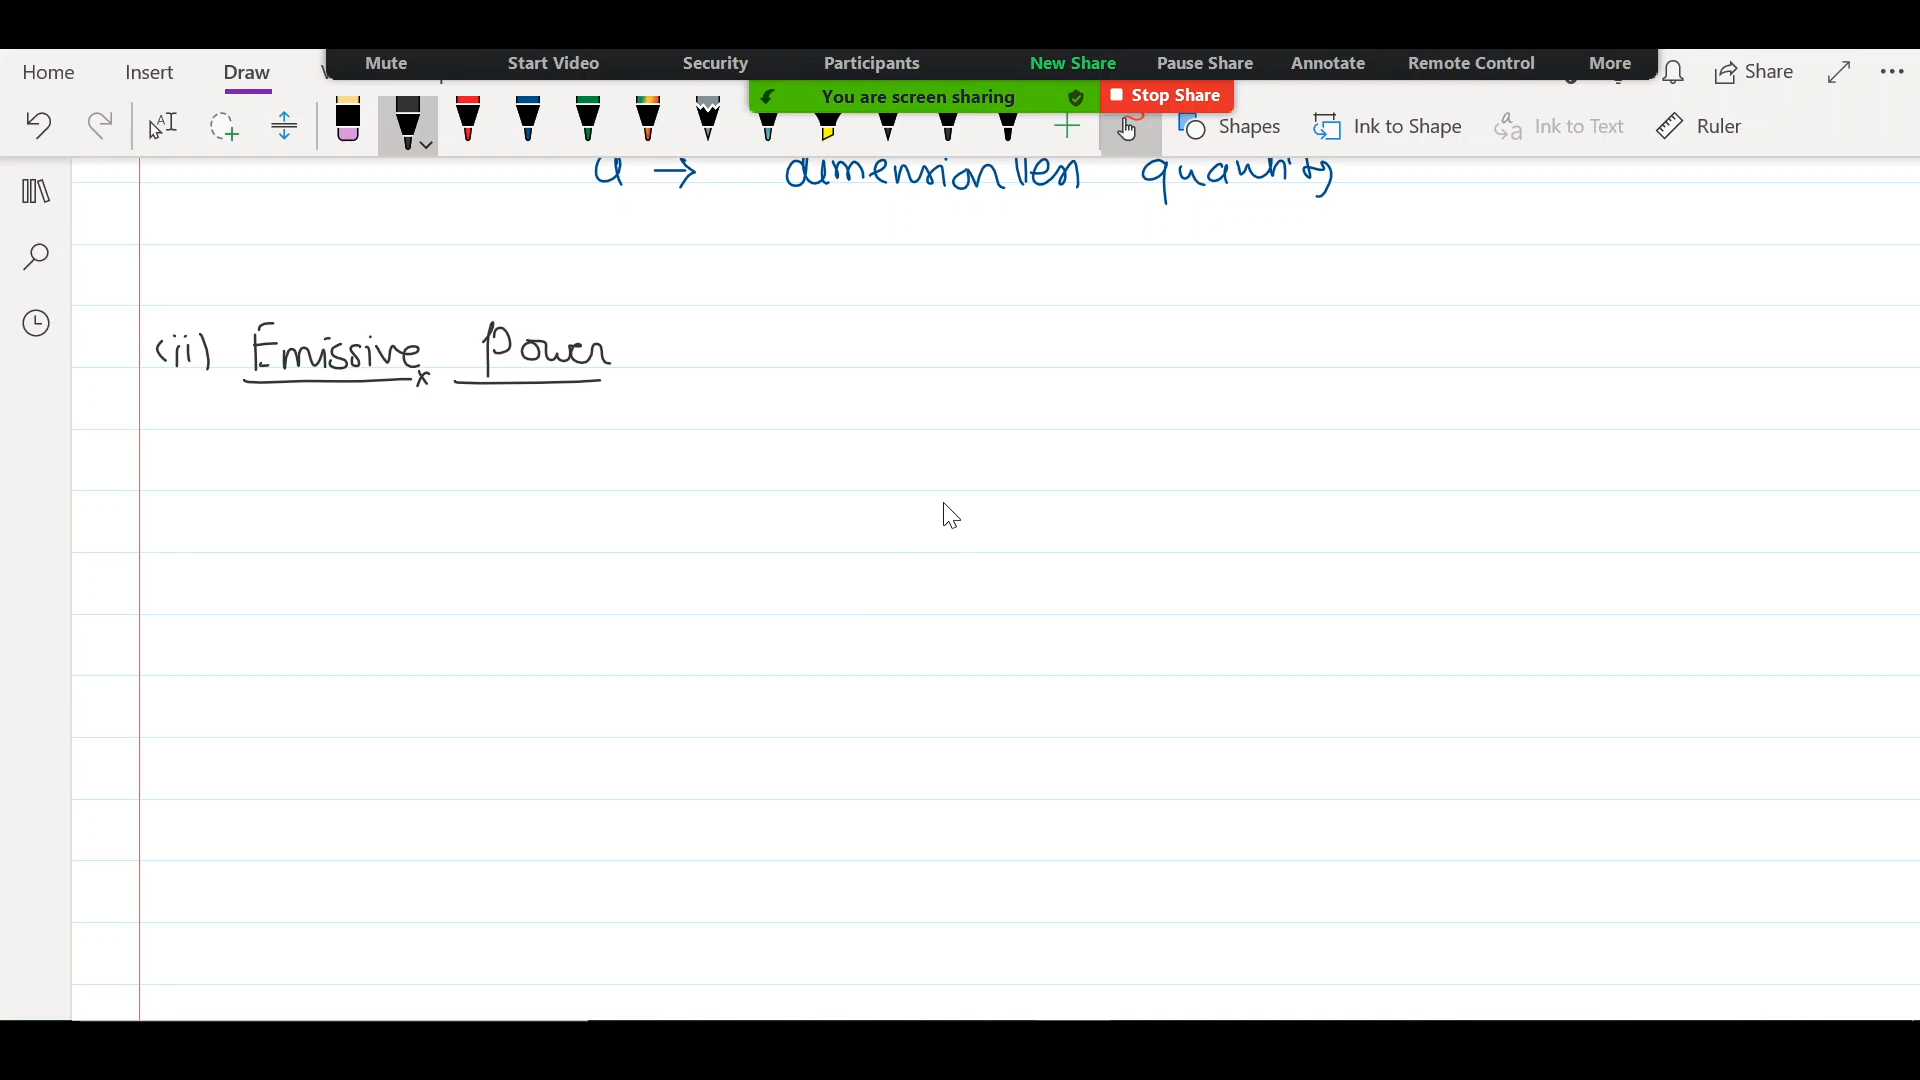 Mute Start Video Security Participants New Share Pause Share Annotate Remote Control More
Home Insert Draw Share
You are screen sharing Stop Share
Shapes Ink to Shape Ink to Text Ruler
a → dimensionless quantity
(ii) Emissive Power